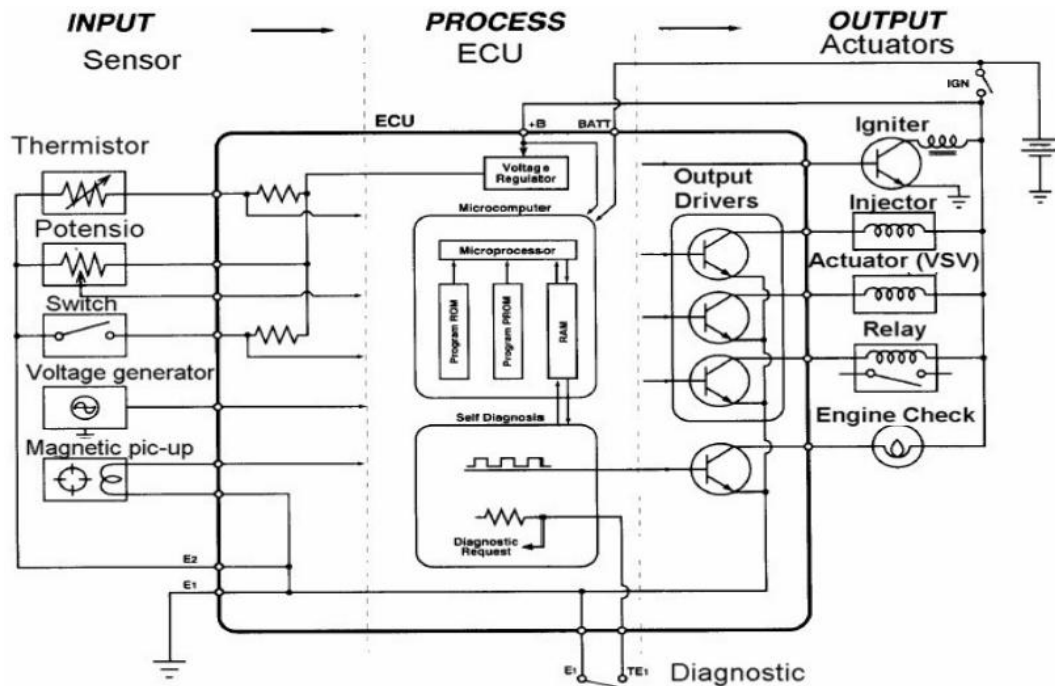 INPUT
PROCESS
OUTPUT
Sensor
ECU
Actuators
IGN
ECU
+B
BATT
Thermistor
Voltage
Regulator
Output
Drivers
Igniter
Microcomputer
Injector
Potensio
Microprocessor
Actuator (VSV)
Program ROM
Program PROM
RAM
Switch
Relay
Voltage generator
Self Diagnosis
Engine Check
Magnetic pic-up
Diagnostic
Request
E2
E1
E1
TE1
Diagnostic